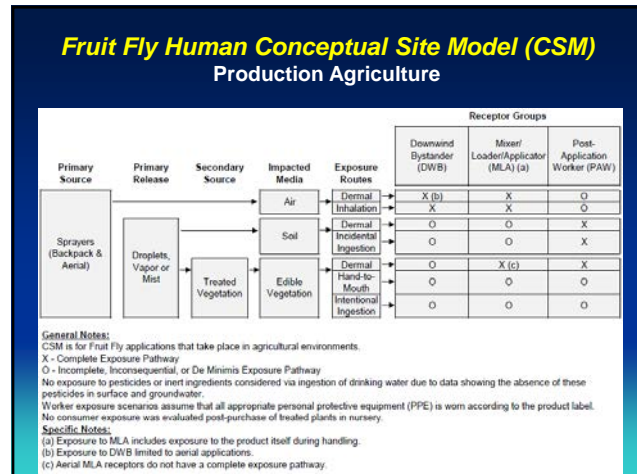 Fruit Fly Human Conceptual Site Model (CSM)
Production Agriculture
Receptor Groups
Primary Source
Primary Release
Secondary Source
Impacted Media
Exposure Routes
Downwind Bystander (DWB)
Mixer/ Loader/Applicator (MLA) (a)
Post-Application Worker (PAW)
Sprayers (Backpack & Aerial)
Droplets, Vapor or Mist
Treated Vegetation
Air
Dermal X (b) X O
Inhalation X X O
Soil
Dermal O O X
Incidental Ingestion O O X
Edible Vegetation
Dermal O X (c) X
Hand-to-Mouth O O O
Intentional Ingestion O O O
General Notes:
CSM is for Fruit Fly applications that take place in agricultural environments.
X - Complete Exposure Pathway
O - Incomplete, Inconsequential, or De Minimis Exposure Pathway
No exposure to pesticides or inert ingredients considered via ingestion of drinking water due to data showing the absence of these
pesticides in surface and groundwater.
Worker exposure scenarios assume that all appropriate personal protective equipment (PPE) is worn according to the product label.
No consumer exposure was evaluated post-purchase of treated plants in nursery.
Specific Notes:
(a) Exposure to MLA includes exposure to the product itself during handling.
(b) Exposure to DWB limited to aerial applications.
(c) Aerial MLA receptors do not have a complete exposure pathway.